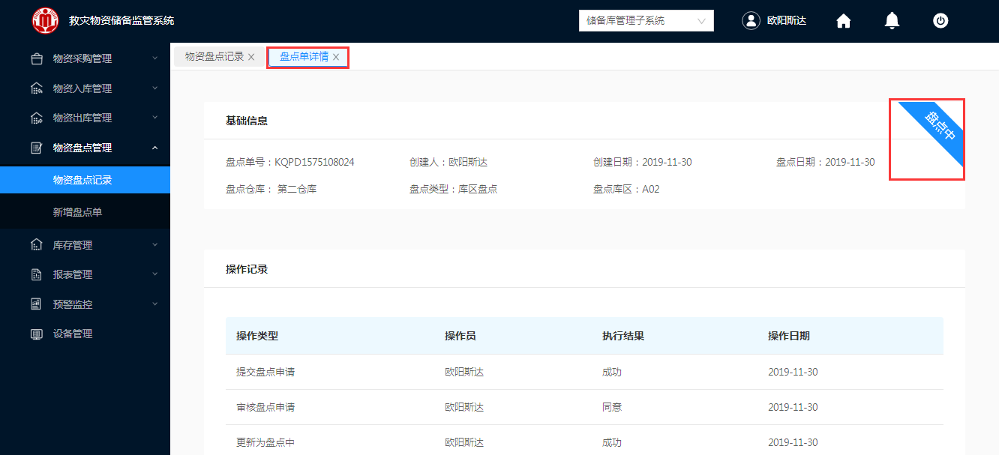 救灾物资储备监管系统
储备库管理子系统
欧阳斯达
物资采购管理
物资入库管理
物资出库管理
物资盘点管理
物资盘点记录
新增盘点单
库存管理
报表管理
预警监控
设备管理
物资盘点记录 X
盘点单详情 X
盘点中
基础信息
盘点单号：KQPD1575108024 创建人：欧阳斯达 创建日期：2019-11-30 盘点日期：2019-11-30
盘点仓库： 第二仓库 盘点类型：库区盘点 盘点库区：A02
操作记录
操作类型 操作员 执行结果 操作日期
提交盘点申请 欧阳斯达 成功 2019-11-30
审核盘点申请 欧阳斯达 同意 2019-11-30
更新为盘点中 欧阳斯达 成功 2019-11-30